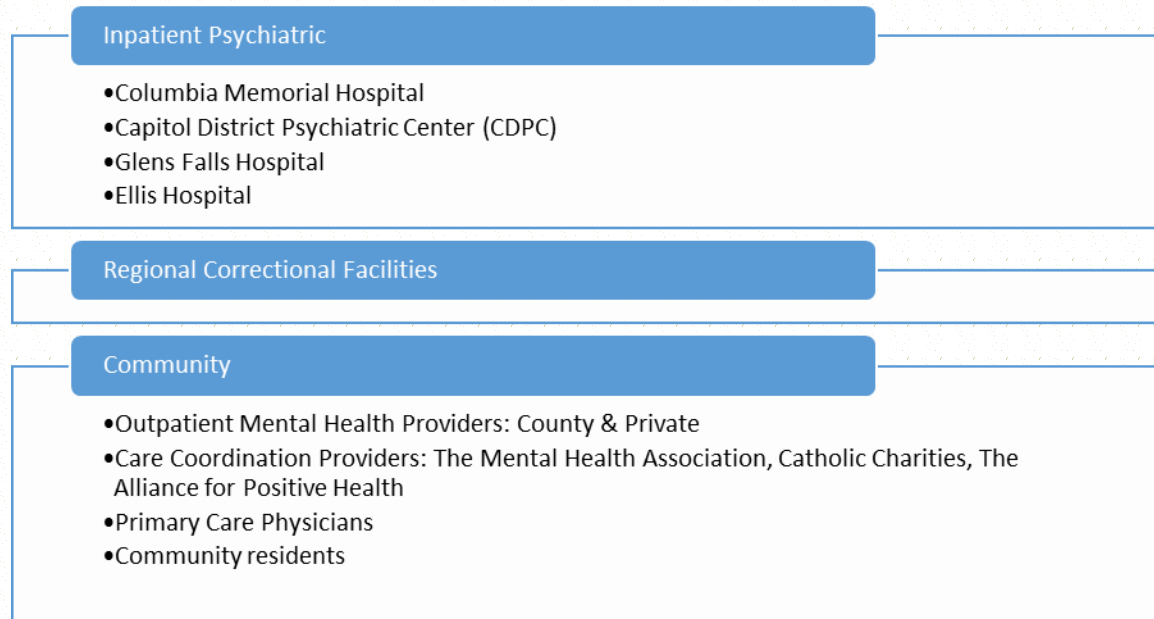 Inpatient Psychiatric
•Columbia Memorial Hospital
•Capitol District Psychiatric Center (CDPC)
•Glens Falls Hospital
•Ellis Hospital
Regional Correctional Facilities
Community
•Outpatient Mental Health Providers: County & Private
•Care Coordination Providers: The Mental Health Association, Catholic Charities, The
Alliance for Positive Health
•Primary Care Physicians
•Community residents